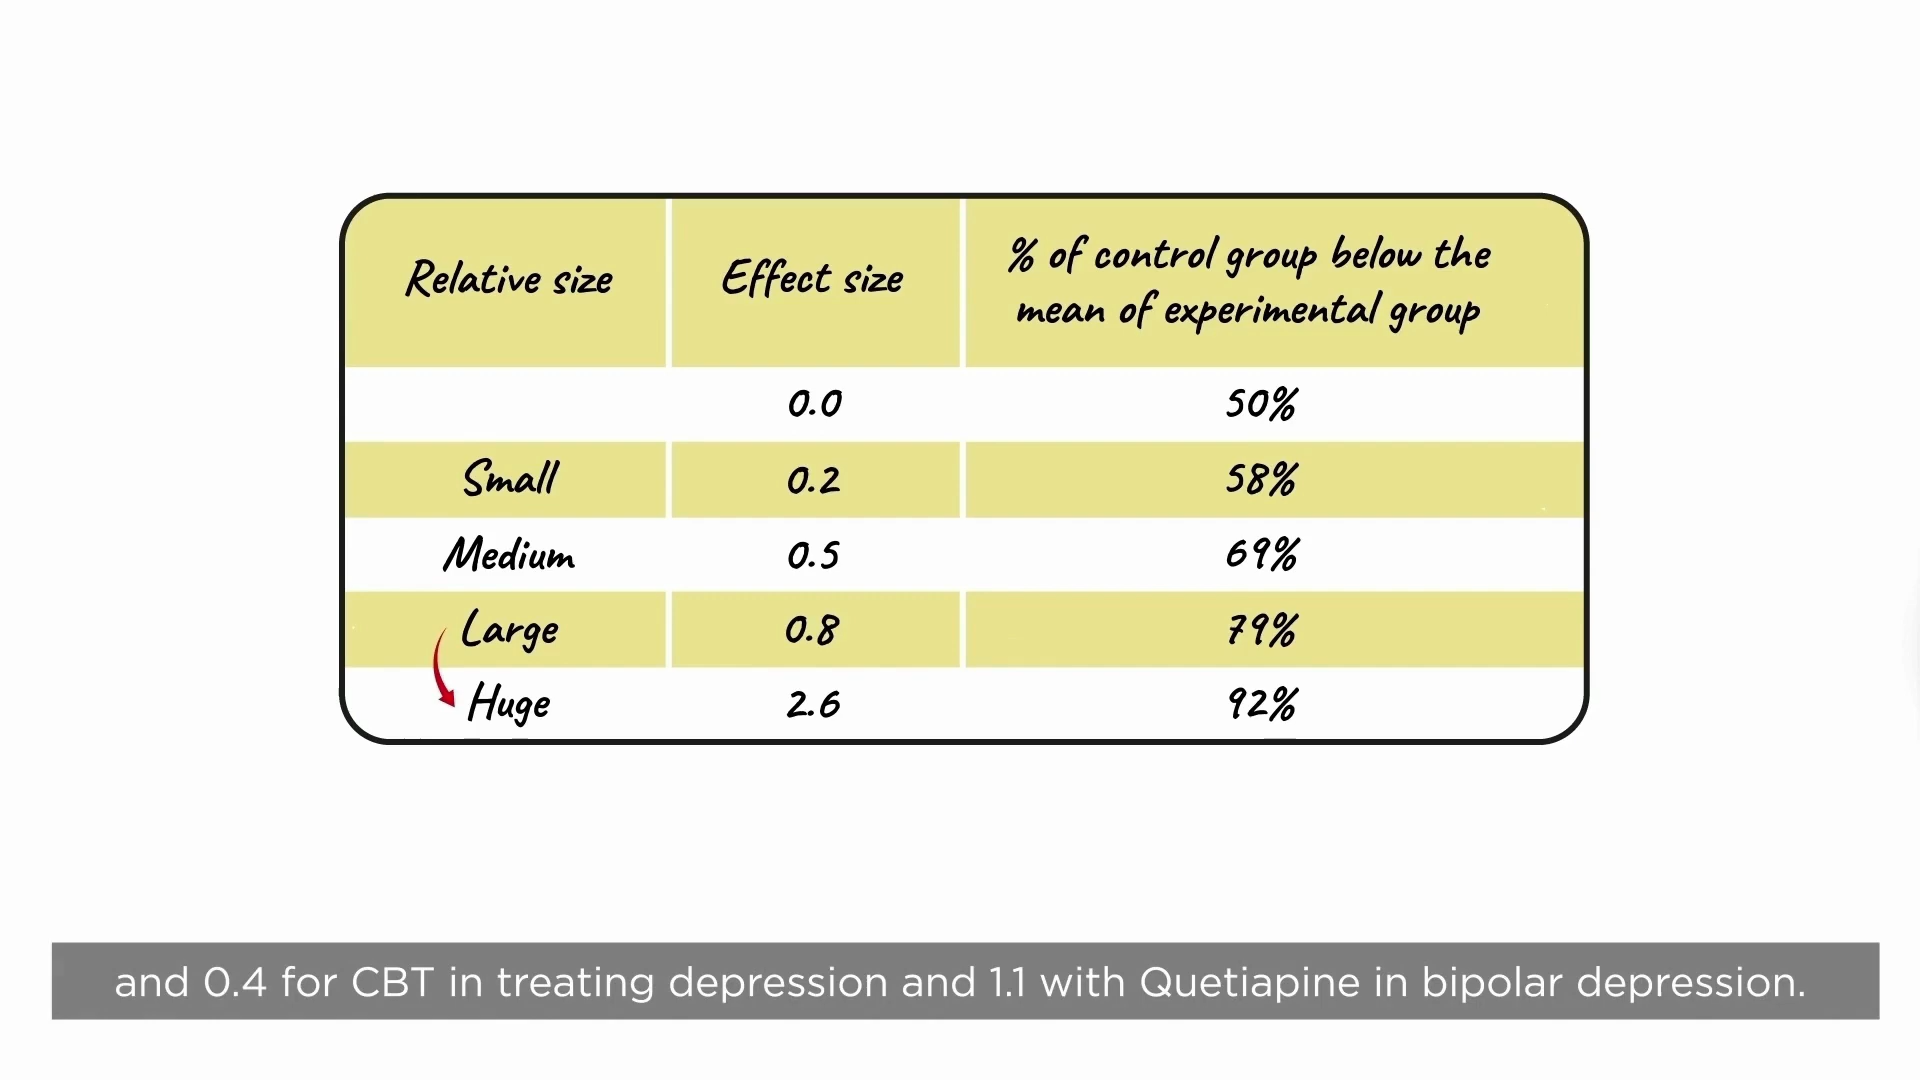 Relative size Effect size % of control group below the
mean of experimental group
0.0 50%
Small 0.2 58%
Medium 0.5 69%
Large 0.8 79%
Huge 2.6 92%
and 0.4 for CBT in treating depression and 1.1 with Quetiapine in bipolar depression.